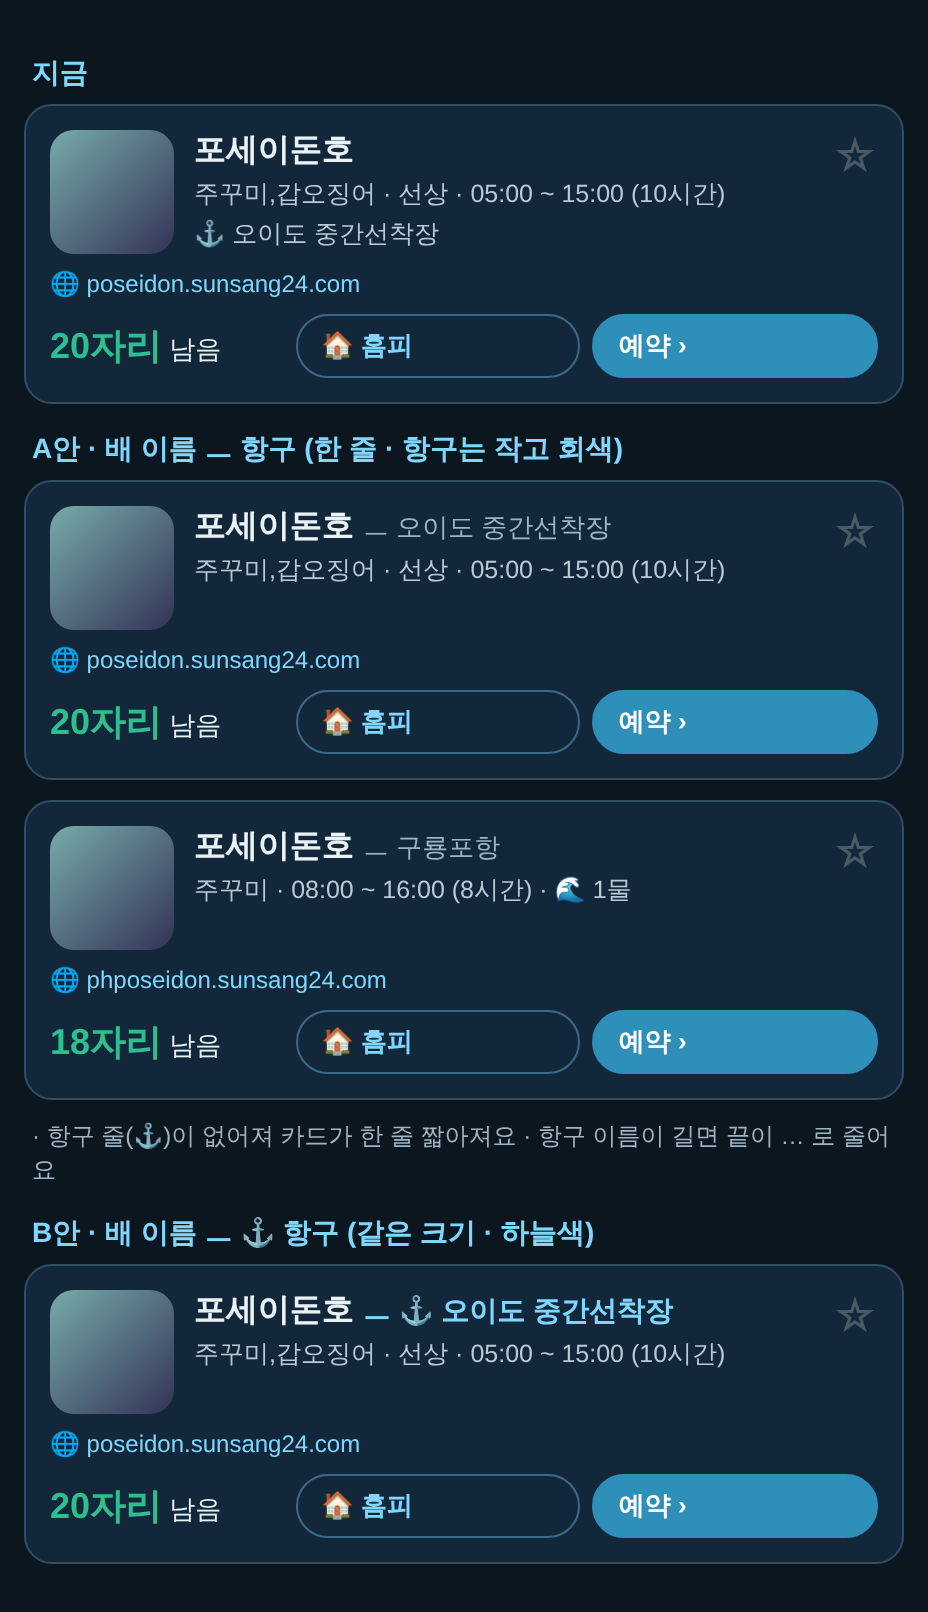 지금
포세이돈호
주꾸미,갑오징어 · 선상 · 05:00 ~ 15:00 (10시간)
⚓ 오이도 중간선착장
🌐 poseidon.sunsang24.com
20자리 남음
🏠 홈피
예약 ›
A안 · 배 이름 ㅡ 항구 (한 줄 · 항구는 작고 회색)
포세이돈호 ㅡ 오이도 중간선착장
주꾸미,갑오징어 · 선상 · 05:00 ~ 15:00 (10시간)
🌐 poseidon.sunsang24.com
20자리 남음
🏠 홈피
예약 ›
포세이돈호 ㅡ 구룡포항
주꾸미 · 08:00 ~ 16:00 (8시간) · 🌊 1물
🌐 phposeidon.sunsang24.com
18자리 남음
🏠 홈피
예약 ›
· 항구 줄(⚓)이 없어져 카드가 한 줄 짧아져요 · 항구 이름이 길면 끝이 … 로 줄어
요
B안 · 배 이름 ㅡ ⚓ 항구 (같은 크기 · 하늘색)
포세이돈호 ㅡ ⚓ 오이도 중간선착장
주꾸미,갑오징어 · 선상 · 05:00 ~ 15:00 (10시간)
🌐 poseidon.sunsang24.com
20자리 남음
🏠 홈피
예약 ›